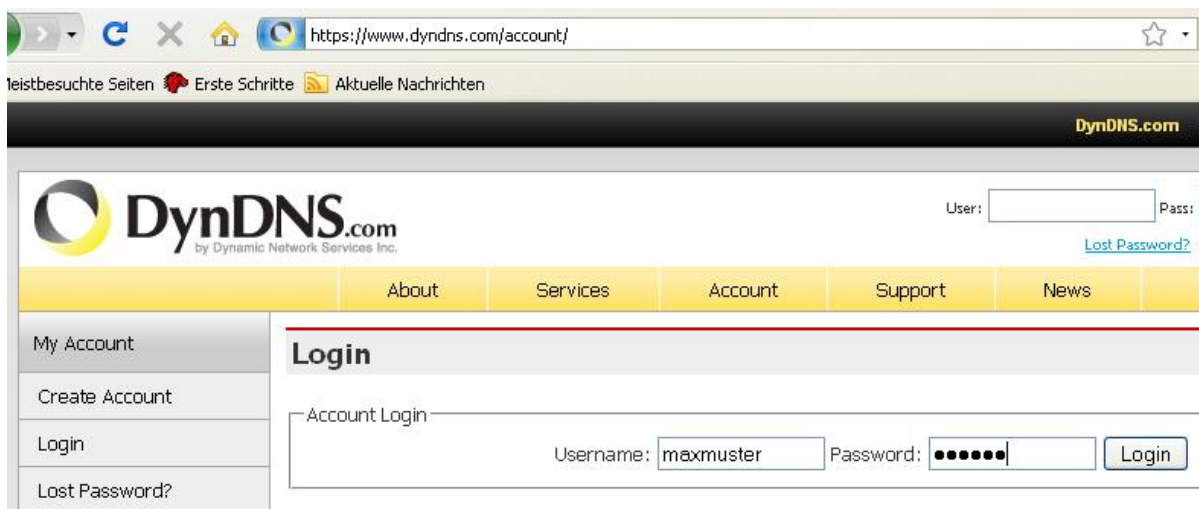 https://www.dyndns.com/account/
Erste Schritte Aktuelle Nachrichten
Seiten
DynDNS.com
DynDNS.com
by Dynamic Network Services Inc.
User:
Pass:
Lost Password?
About Services Account Support News
My Account
Create Account
Login
Lost Password?
Login
Account Login
Username: maxmuster Password: ●●●●●● Login